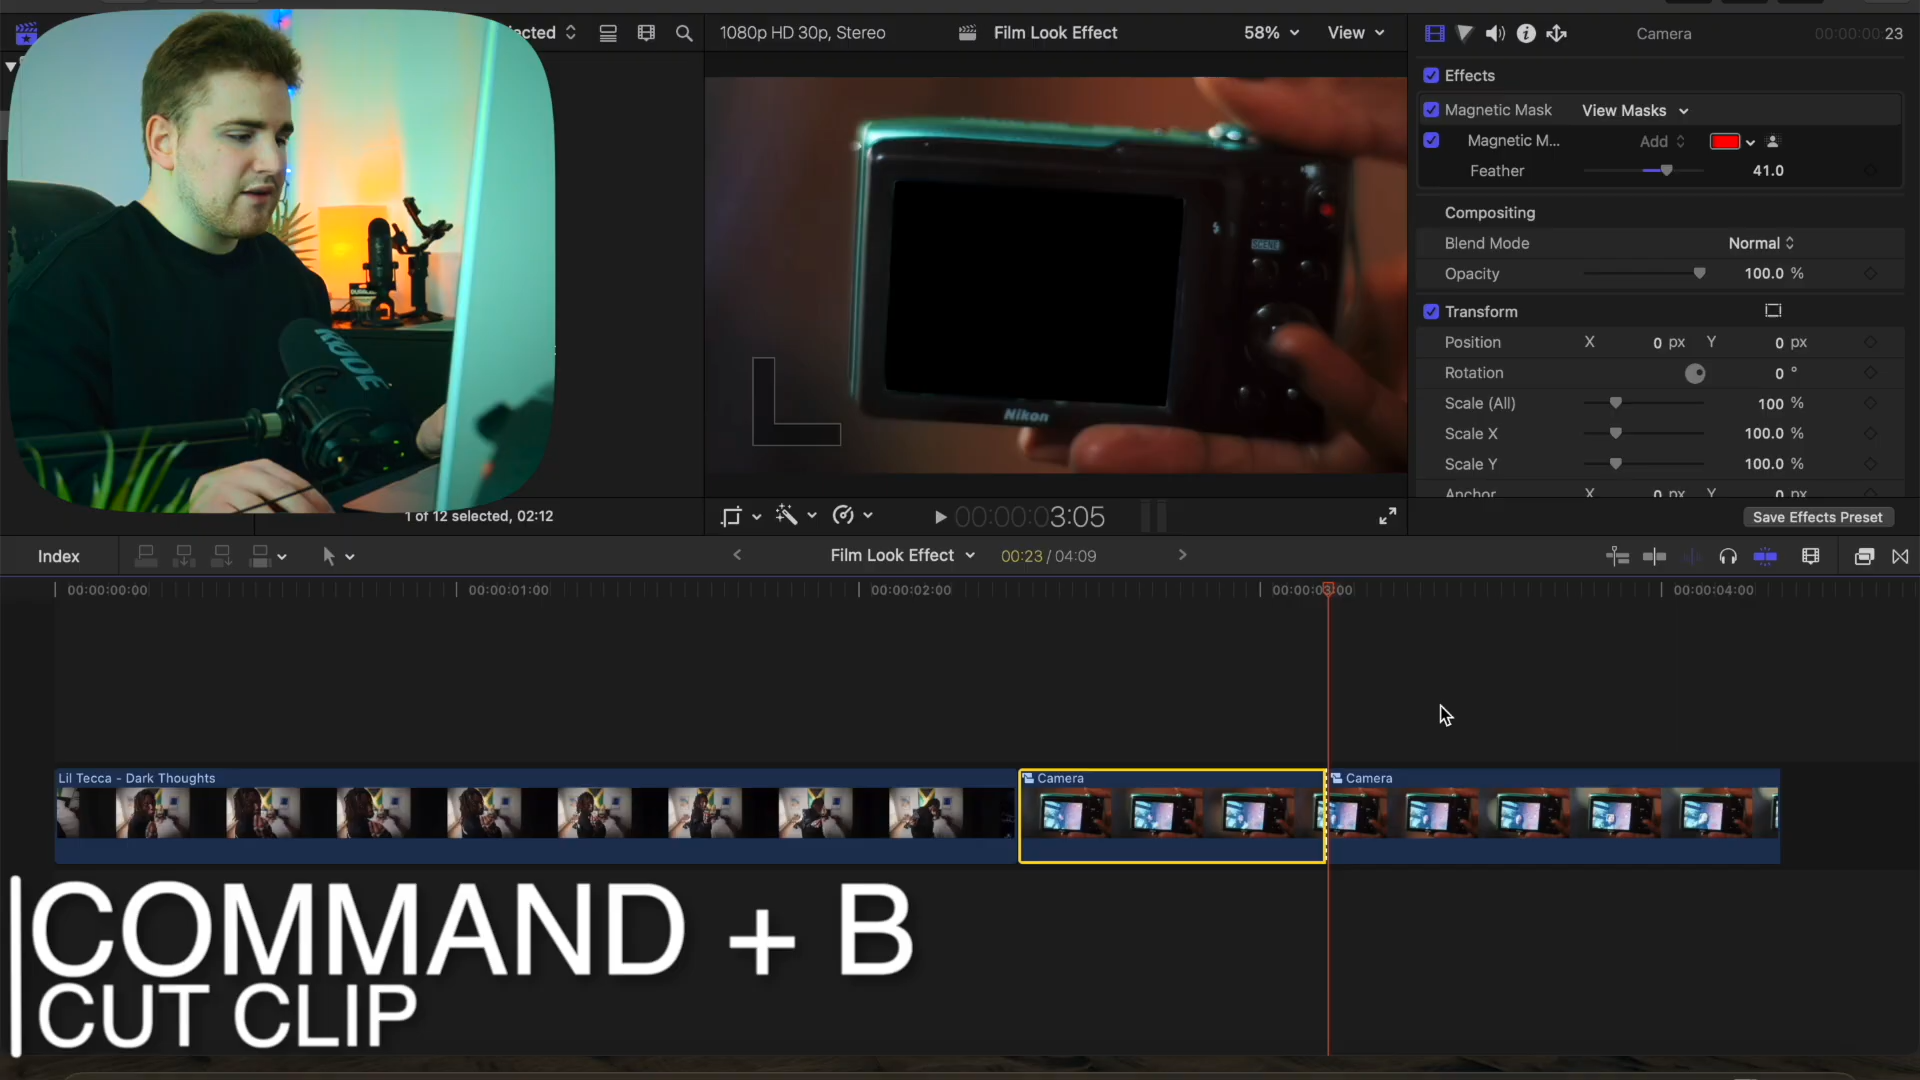 ected
1080p HD 30p, Stereo
Film Look Effect
58%
View
Camera
00:00:00:00:23
Effects
Magnetic Mask
View Masks
Magnetic M...
Add
Feather
41.0
Compositing
Blend Mode
Normal
Opacity
100.0 %
Transform
Position
X 0 px Y 0 px
Rotation
0 °
Scale (All)
100 %
Scale X
100.0 %
Scale Y
100.0 %
Anchor
X 0 px Y 0 px
Save Effects Preset
SCENE
Nikon
RODE
1 of 12 selected, 02:12
00:00:03:05
Index
Film Look Effect
00:23 / 04:09
00:00:00:00
00:00:01:00
00:00:02:00
00:00:03:00
00:00:04:00
Lil Tecca - Dark Thoughts
Camera
Camera
COMMAND + B
CUT CLIP